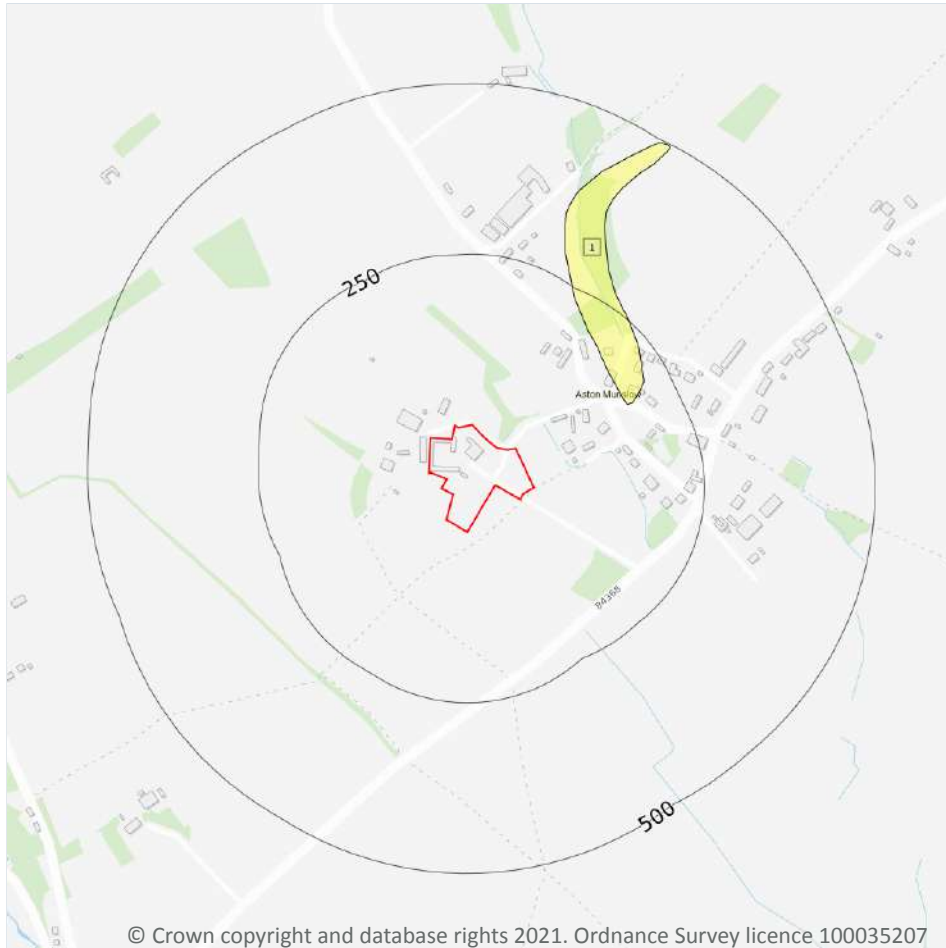 250
1
Aston Munslow
B4368
500
© Crown copyright and database rights 2021. Ordnance Survey licence 100035207